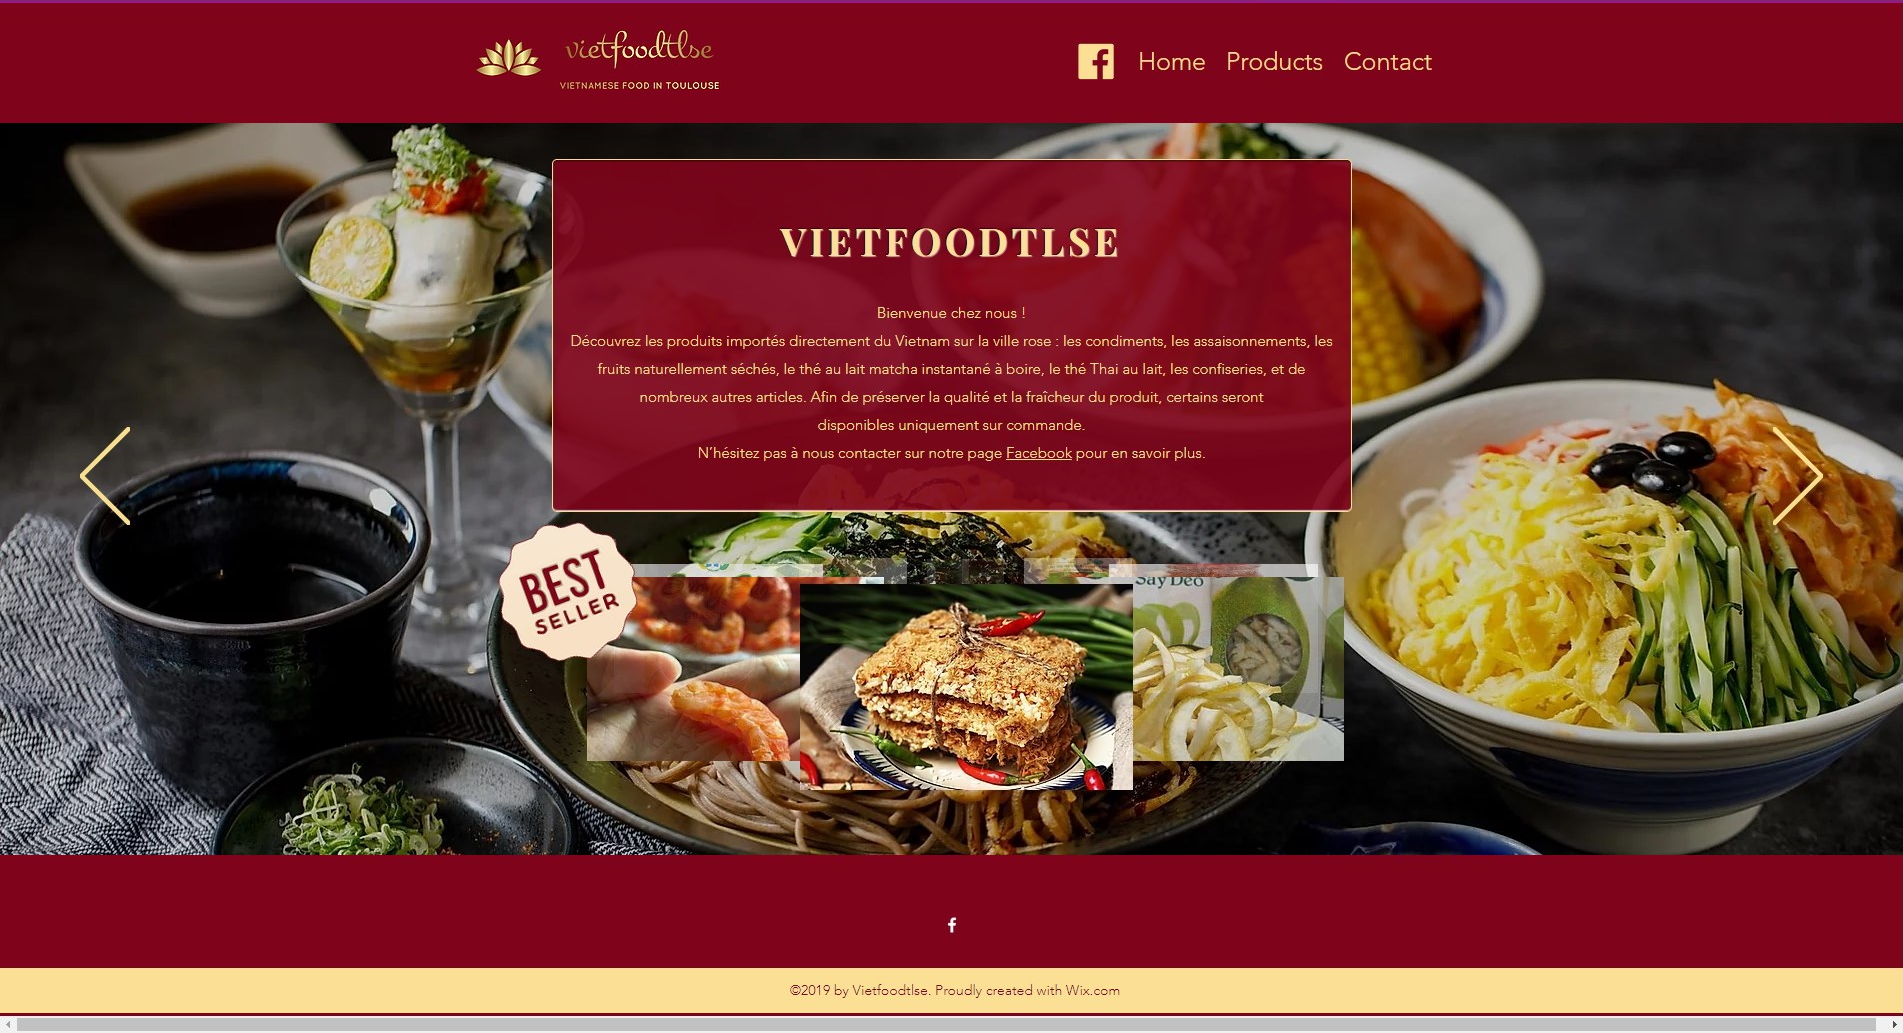 vietfoodtlse
VIETNAMESE FOOD IN TOULOUSE
Home Products Contact
VIETFOODTLSE
Bienvenue chez nous !
Découvrez les produits importés directement du Vietnam sur la ville rose : les condiments, les assaisonnements, les
fruits naturellement séchés, le thé au lait matcha instantané à boire, le thé Thai au lait, les confiseries, et de
nombreux autres articles. Afin de préserver la qualité et la fraîcheur du produit, certains seront
disponibles uniquement sur commande.
N’hésitez pas à nous contacter sur notre page Facebook pour en savoir plus.
BEST
SELLER
Say Dẻo
©2019 by Vietfoodtlse. Proudly created with Wix.com